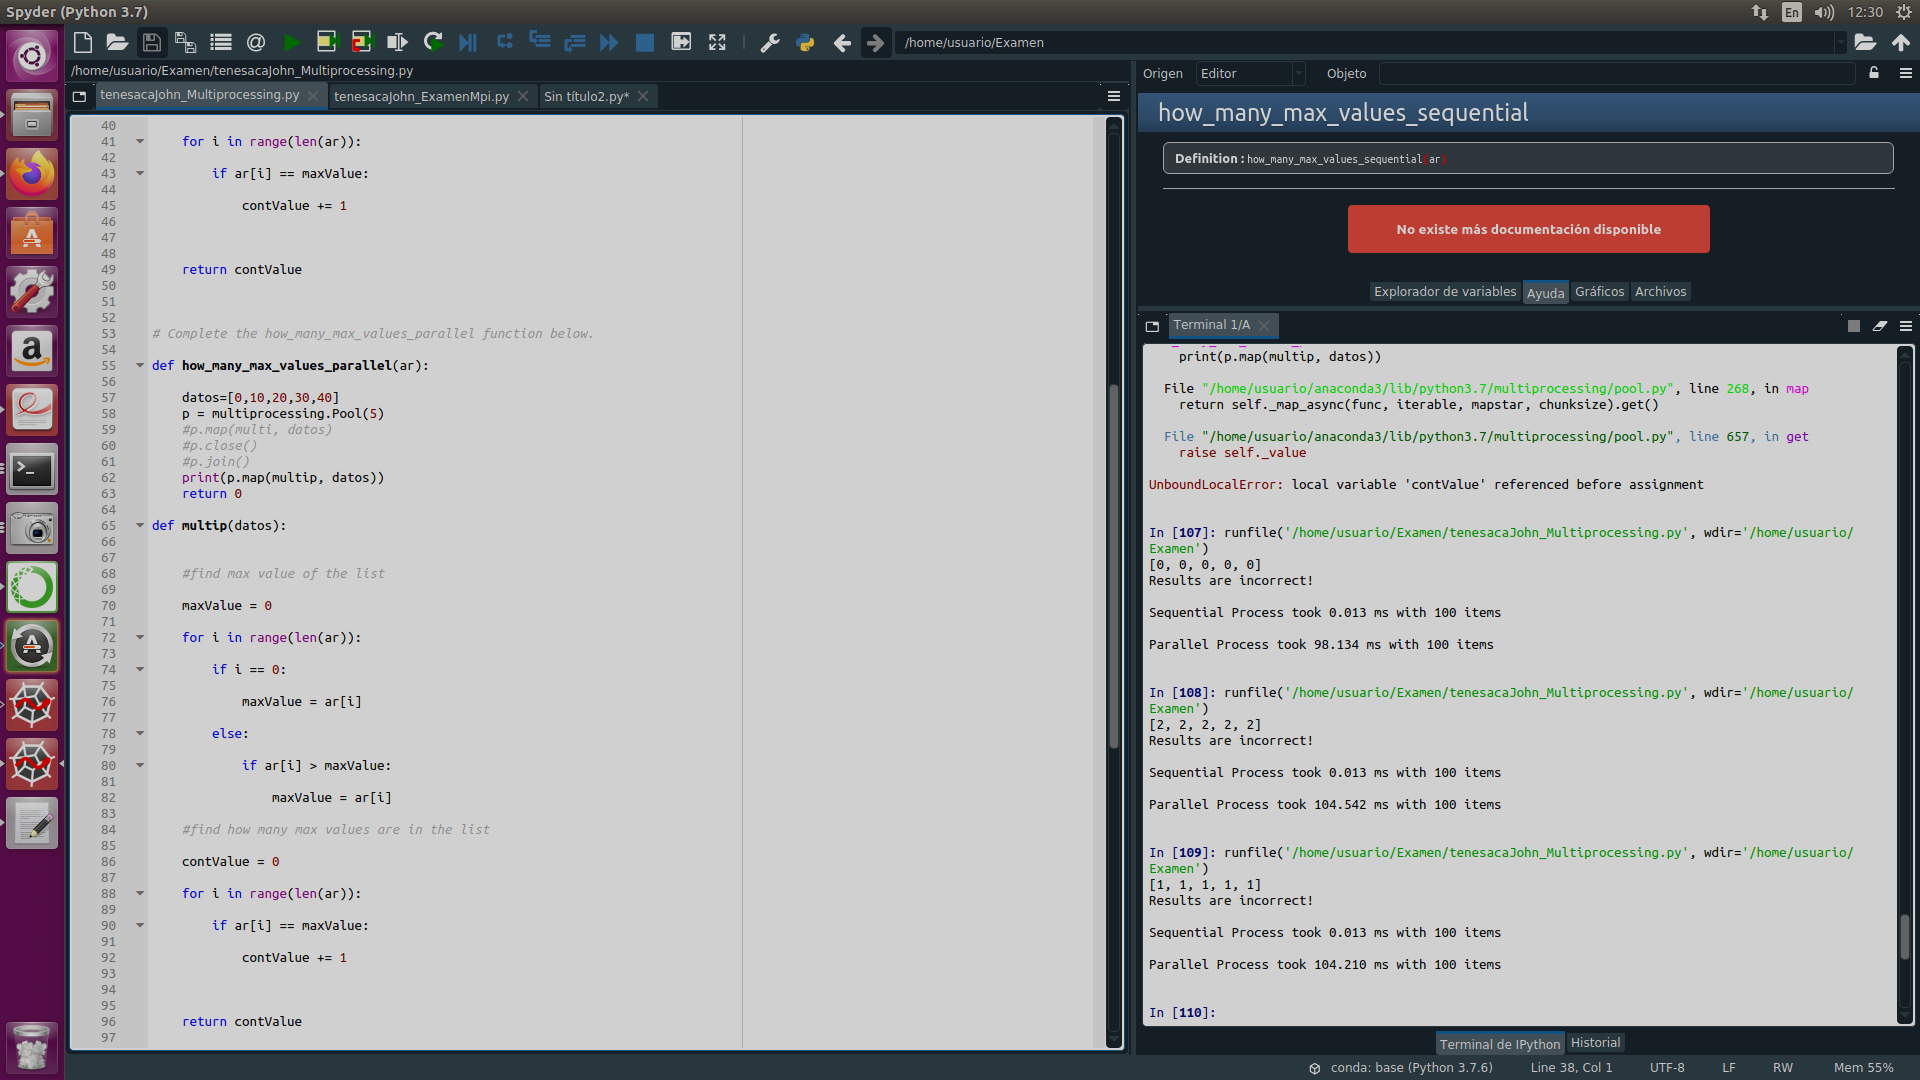 Spyder (Python 3.7)
En
12:30
/home/usuario/Examen
/home/usuario/Examen/tenesacaJohn_Multiprocessing.py
tenesacaJohn_Multiprocessing.py
tenesacaJohn_ExamenMpi.py
Sin título2.py*
40
41 for i in range(len(ar)):
42
43 if ar[i] == maxValue:
44
45 contValue += 1
46
47
48
49 return contValue
50
51
52
53 # Complete the how_many_max_values_parallel function below.
54
55 def how_many_max_values_parallel(ar):
56
57 datos=[0,10,20,30,40]
58 p = multiprocessing.Pool(5)
59 #p.map(multi, datos)
60 #p.close()
61 #p.join()
62 print(p.map(multip, datos))
63 return 0
64
65 def multip(datos):
66
67
68 #find max value of the list
69
70 maxValue = 0
71
72 for i in range(len(ar)):
73
74 if i == 0:
75
76 maxValue = ar[i]
77
78 else:
79
80 if ar[i] > maxValue:
81
82 maxValue = ar[i]
83
84 #find how many max values are in the list
85
86 contValue = 0
87
88 for i in range(len(ar)):
89
90 if ar[i] == maxValue:
91
92 contValue += 1
93
94
95
96 return contValue
97
Origen
Editor
Objeto
how_many_max_values_sequential
Definition : how_many_max_values_sequential(ar)
No existe más documentación disponible
Explorador de variables
Ayuda
Gráficos
Archivos
Terminal 1/A
print(p.map(multip, datos))
File "/home/usuario/anaconda3/lib/python3.7/multiprocessing/pool.py", line 268, in map
return self._map_async(func, iterable, mapstar, chunksize).get()
File "/home/usuario/anaconda3/lib/python3.7/multiprocessing/pool.py", line 657, in get
raise self._value
UnboundLocalError: local variable 'contValue' referenced before assignment
In [107]: runfile('/home/usuario/Examen/tenesacaJohn_Multiprocessing.py', wdir='/home/usuario/
Examen')
[0, 0, 0, 0, 0]
Results are incorrect!
Sequential Process took 0.013 ms with 100 items
Parallel Process took 98.134 ms with 100 items
In [108]: runfile('/home/usuario/Examen/tenesacaJohn_Multiprocessing.py', wdir='/home/usuario/
Examen')
[2, 2, 2, 2, 2]
Results are incorrect!
Sequential Process took 0.013 ms with 100 items
Parallel Process took 104.542 ms with 100 items
In [109]: runfile('/home/usuario/Examen/tenesacaJohn_Multiprocessing.py', wdir='/home/usuario/
Examen')
[1, 1, 1, 1, 1]
Results are incorrect!
Sequential Process took 0.013 ms with 100 items
Parallel Process took 104.210 ms with 100 items
In [110]:
Terminal de IPython
Historial
conda: base (Python 3.7.6)
Line 38, Col 1
UTF-8
LF
RW
Mem 55%